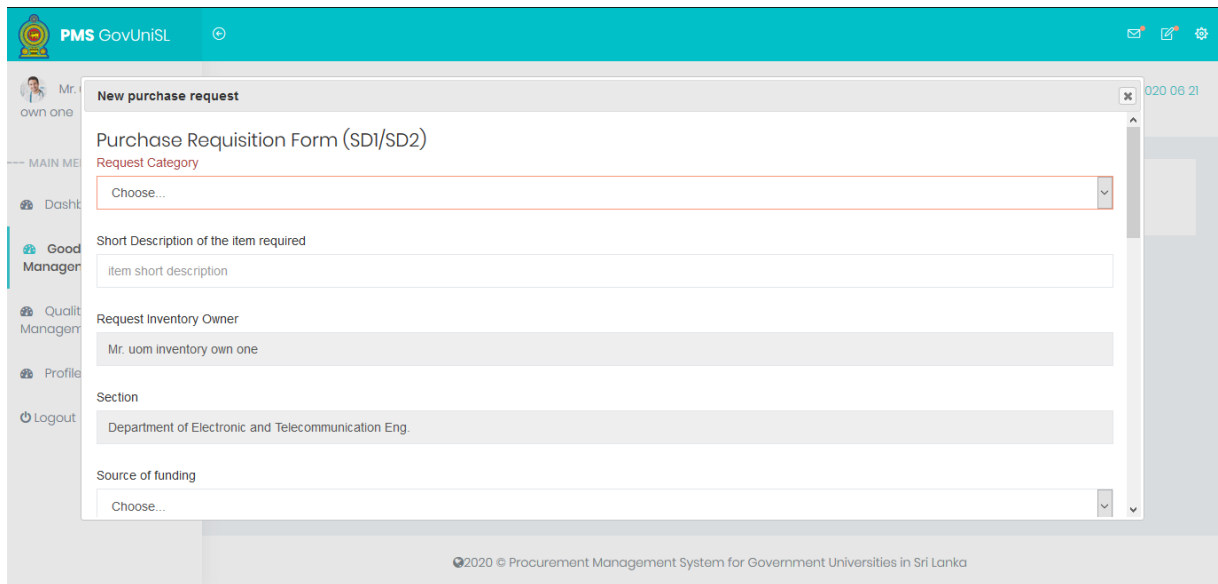 PMS GovUniSL
Mr.
own one
020 06 21
New purchase request
Purchase Requisition Form (SD1/SD2)
Request Category
Choose...
Short Description of the item required
item short description
Request Inventory Owner
Mr. uom inventory own one
Section
Department of Electronic and Telecommunication Eng.
Source of funding
Choose...
--- MAIN ME
Dasht
Good
Managen
Qualit
Managem
Profile
Logout
2020 © Procurement Management System for Government Universities in Sri Lanka